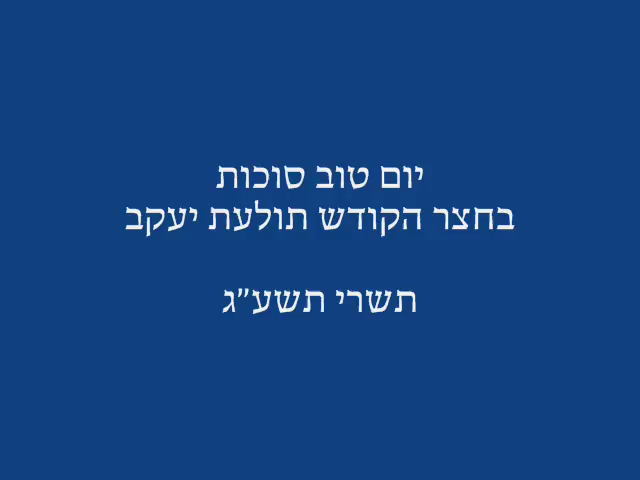 יום טוב סוכות
בחצר הקודש תולעת יעקב
תשרי תשע״ג